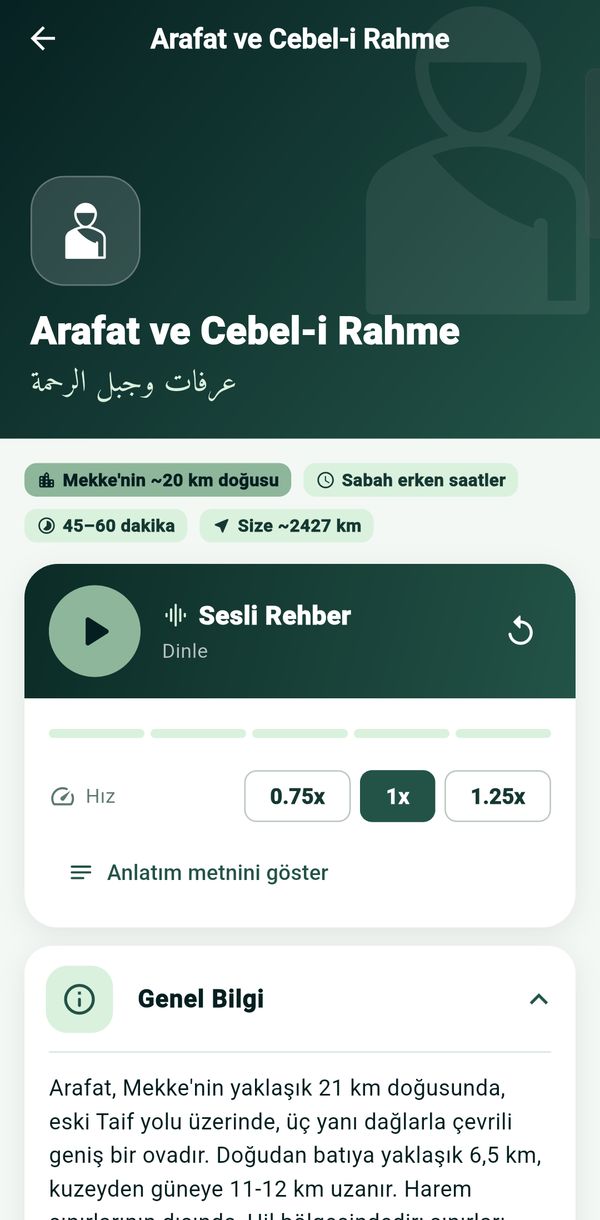 Arafat ve Cebel-i Rahme
Arafat ve Cebel-i Rahme
عرفات وجبل الرحمة
Mekke'nin ~20 km doğusu
Sabah erken saatler
45–60 dakika
Size ~2427 km
Sesli Rehber
Dinle
Hız
0.75x
1x
1.25x
Anlatım metnini göster
Genel Bilgi
Arafat, Mekke'nin yaklaşık 21 km doğusunda,
eski Taif yolu üzerinde, üç yanı dağlarla çevrili
geniş bir ovadır. Doğudan batıya yaklaşık 6,5 km,
kuzeyden güneye 11-12 km uzanır. Harem